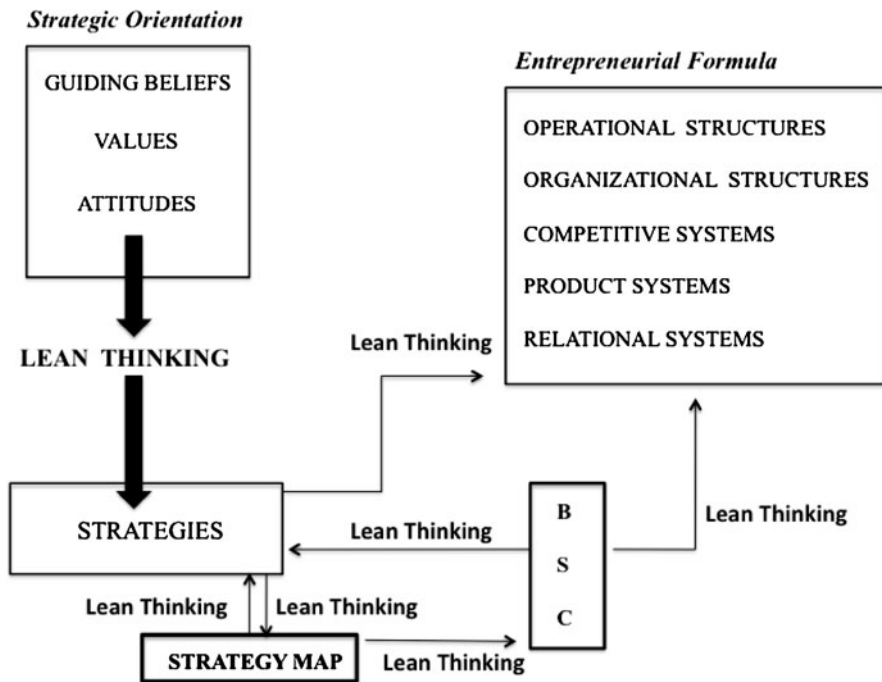 Strategic Orientation
GUIDING BELIEFS
VALUES
ATTITUDES
LEAN THINKING
Entrepreneurial Formula
OPERATIONAL STRUCTURES
ORGANIZATIONAL STRUCTURES
COMPETITIVE SYSTEMS
PRODUCT SYSTEMS
RELATIONAL SYSTEMS
Lean Thinking
STRATEGIES
Lean Thinking
B
S
C
Lean Thinking
Lean Thinking
Lean Thinking
STRATEGY MAP
Lean Thinking